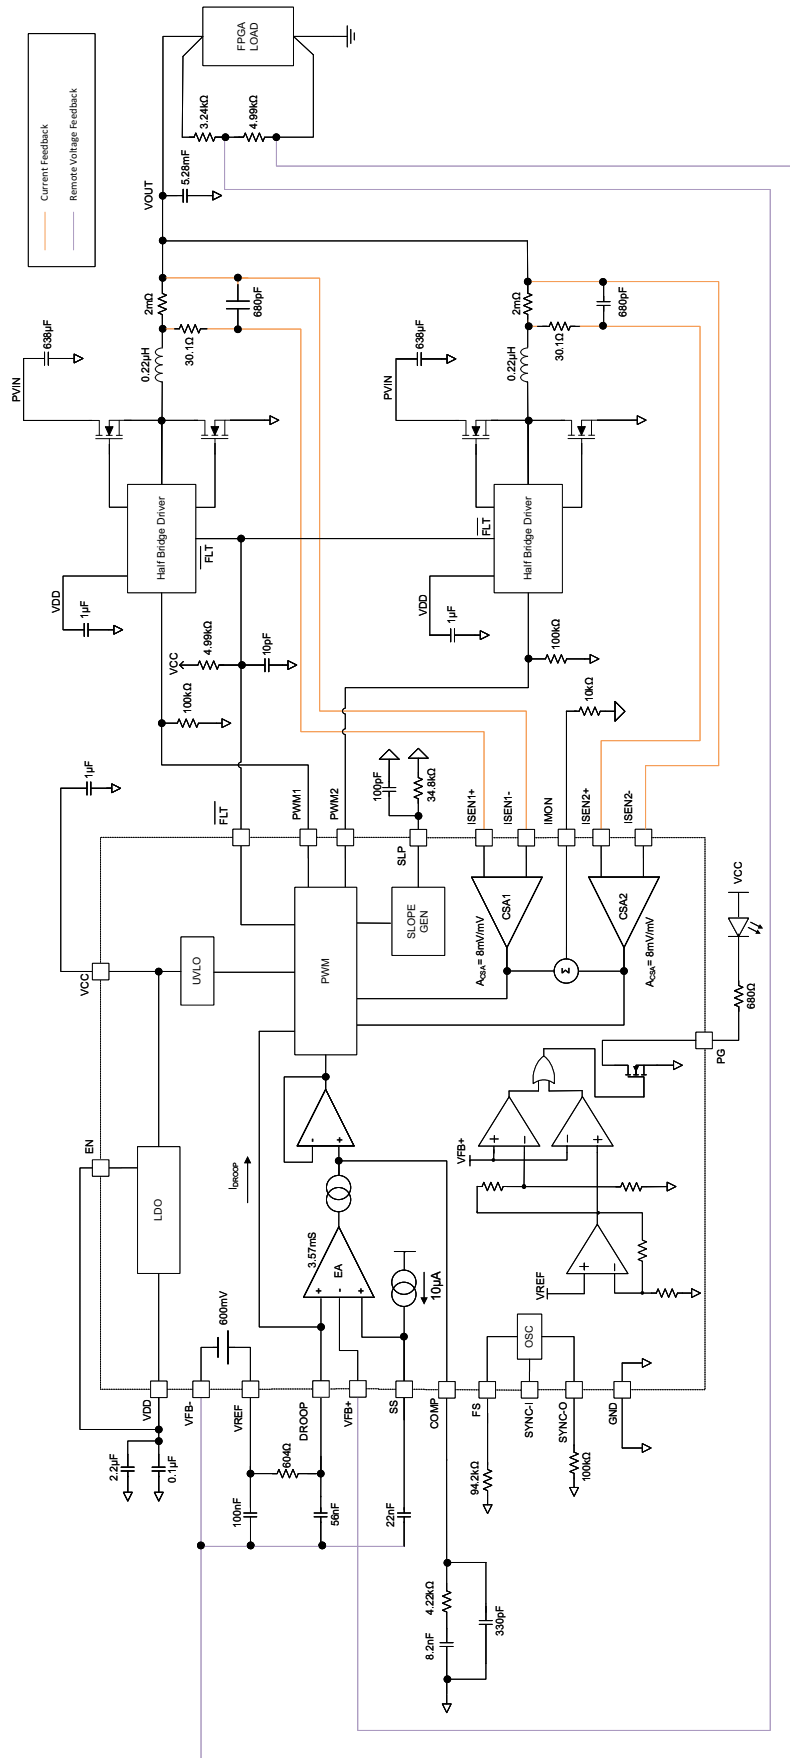 Current Feedback
Remote Voltage Feedback
FPGA
LOAD
3.24kΩ
4.99kΩ
5.28mF
VOUT
2mΩ
680pF
30.1Ω
0.22µH
638µF
PVIN
Half Bridge Driver
FLT
VDD
1µF
VCC
4.99kΩ
10pF
100kΩ
2mΩ
680pF
30.1Ω
0.22µH
638µF
PVIN
Half Bridge Driver
FLT
VDD
1µF
100kΩ
10kΩ
1µF
100pF
34.8kΩ
FLT
PWM1
PWM2
SLP
ISEN1+
ISEN1-
IMON
ISEN2+
ISEN2-
VCC
UVLO
PWM
SLOPE
GEN
CSA1
ACSA= 8mV/mV
Σ
CSA2
ACSA= 8mV/mV
VCC
680Ω
PG
EN
LDO
IDROOP
-
+
3.57mS
EA
+
-
+
10µA
VFB+
+
-
-
+
VREF
+
-
OSC
600mV
VDD
VFB-
VREF
DROOP
VFB+
SS
COMP
FS
SYNC-I
SYNC-O
GND
2.2µF
0.1µF
604Ω
100nF
56nF
22nF
94.2kΩ
100kΩ
4.22kΩ
8.2nF
330pF